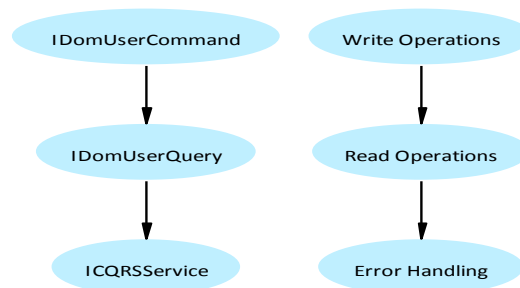 IDomUserCommand
Write Operations
IDomUserQuery
Read Operations
ICQRSService
Error Handling